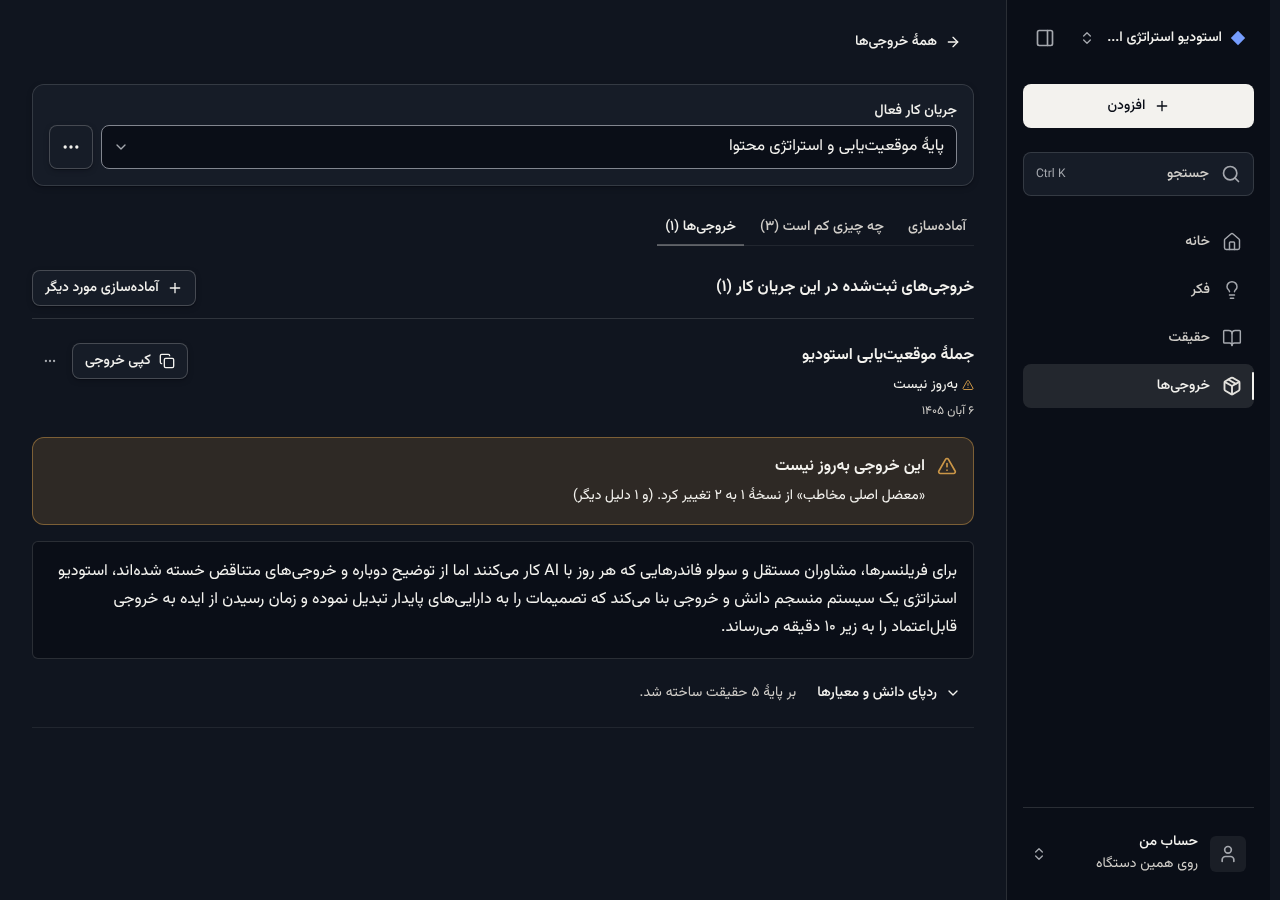 استودیو استراتژی ا...
افزودن
جستجو
Ctrl K
خانه
فکر
حقیقت
خروجی‌ها
حساب من
روی همین دستگاه
همهٔ خروجی‌ها
جریان کار فعال
پایهٔ موقعیت‌یابی و استراتژی محتوا
آماده‌سازی
چه چیزی کم است (۳)
خروجی‌ها (۱)
خروجی‌های ثبت‌شده در این جریان کار (۱)
آماده‌سازی مورد دیگر
جملهٔ موقعیت‌یابی استودیو
کپی خروجی
به‌روز نیست
۶ آبان ۱۴۰۵
این خروجی به‌روز نیست
«معضل اصلی مخاطب» از نسخهٔ ۱ به ۲ تغییر کرد. (و ۱ دلیل دیگر)
برای فریلنسرها، مشاوران مستقل و سولو فاندرهایی که هر روز با AI کار می‌کنند اما از توضیح دوباره و خروجی‌های متناقض خسته شده‌اند، استودیو
استراتژی یک سیستم منسجم دانش و خروجی بنا می‌کند که تصمیمات را به دارایی‌های پایدار تبدیل نموده و زمان رسیدن از ایده به خروجی
قابل‌اعتماد را به زیر ۱۰ دقیقه می‌رساند.
ردپای دانش و معیارها
بر پایهٔ ۵ حقیقت ساخته شد.